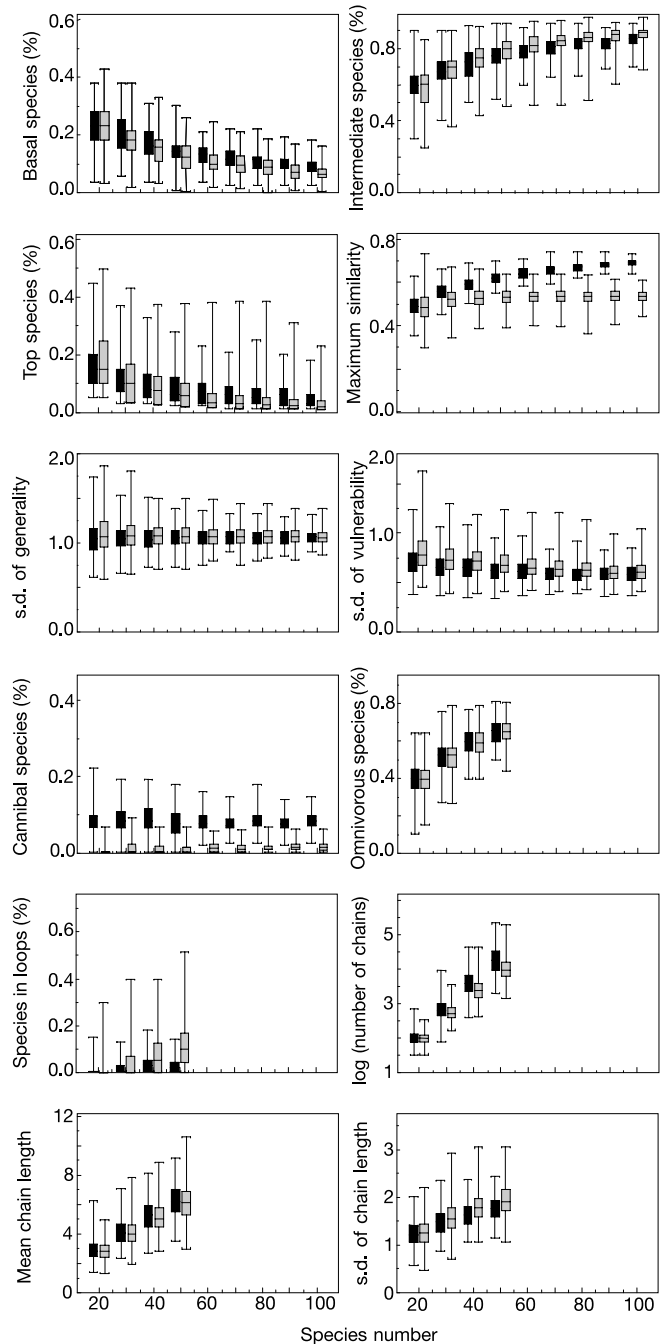 Basal species (%)
0.6
0.4
0.2
0.0
Intermediate species (%)
0.8
0.4
0.0
Top species (%)
0.6
0.4
0.2
0.0
Maximum similarity
0.8
0.4
0.0
s.d. of generality
2.0
1.0
0.0
s.d. of vulnerability
2.0
1.0
0.0
Cannibal species (%)
0.4
0.2
0.0
Omnivorous species (%)
0.8
0.4
0.0
Species in loops (%)
0.6
0.4
0.2
0.0
log (number of chains)
5
3
1
Mean chain length
12
8
4
0
s.d. of chain length
3
2
1
0
20 40 60 80 100
20 40 60 80 100
Species number